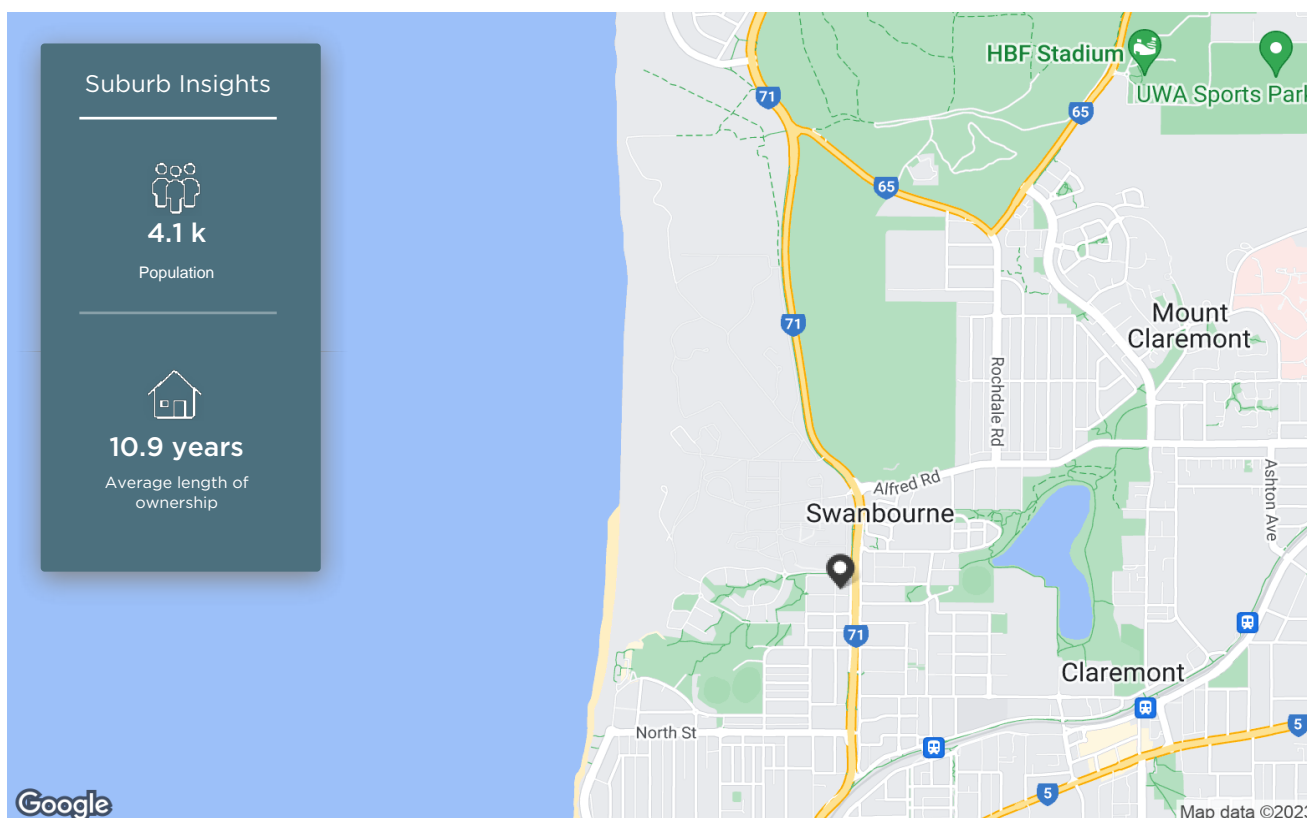 Suburb Insights
4.1 k
Population
10.9 years
Average length of
ownership
HBF Stadium
UWA Sports Park
71
65
65
71
Mount
Claremont
Rochdale Rd
Alfred Rd
Ashton Ave
Swanbourne
71
Claremont
North St
5
5
Google
Map data ©2023